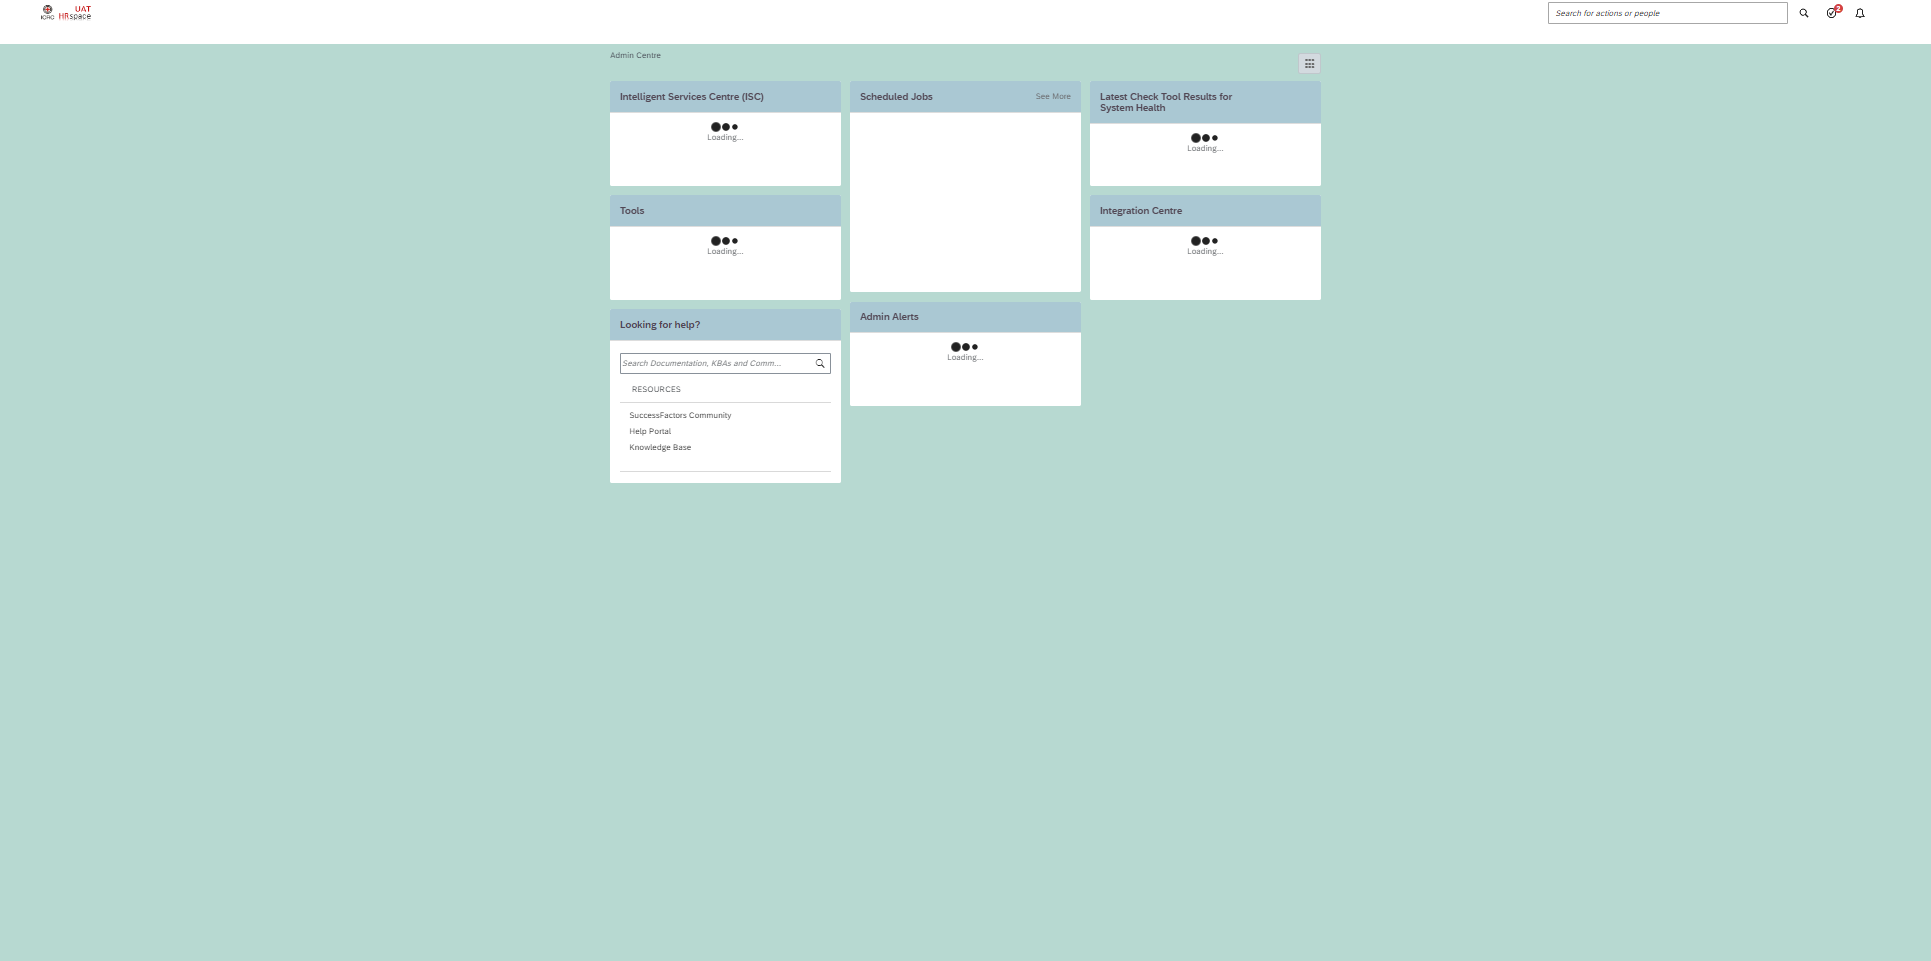 ICRC
UAT
HRspace
Search for actions or people
2
Admin Centre
Intelligent Services Centre (ISC)
Loading...
Tools
Loading...
Looking for help?
Search Documentation, KBAs and Comm...
RESOURCES
SuccessFactors Community
Help Portal
Knowledge Base
Scheduled Jobs
See More
Admin Alerts
Loading...
Latest Check Tool Results for
System Health
Loading...
Integration Centre
Loading...